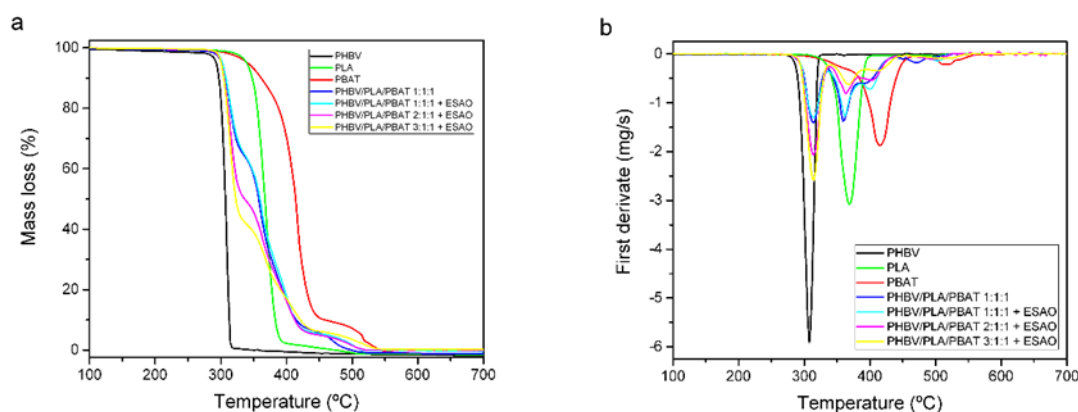 a
100
80
60
40
20
0
Mass loss (%)
PHBV
PLA
PBAT
PHBV/PLA/PBAT 1:1:1
PHBV/PLA/PBAT 1:1:1 + ESAO
PHBV/PLA/PBAT 2:1:1 + ESAO
PHBV/PLA/PBAT 3:1:1 + ESAO
100 200 300 400 500 600 700
Temperature (ºC)
b
0
-1
-2
-3
-4
-5
-6
First derivate (mg/s)
PHBV
PLA
PBAT
PHBV/PLA/PBAT 1:1:1
PHBV/PLA/PBAT 1:1:1 + ESAO
PHBV/PLA/PBAT 2:1:1 + ESAO
PHBV/PLA/PBAT 3:1:1 + ESAO
100 200 300 400 500 600 700
Temperature (ºC)